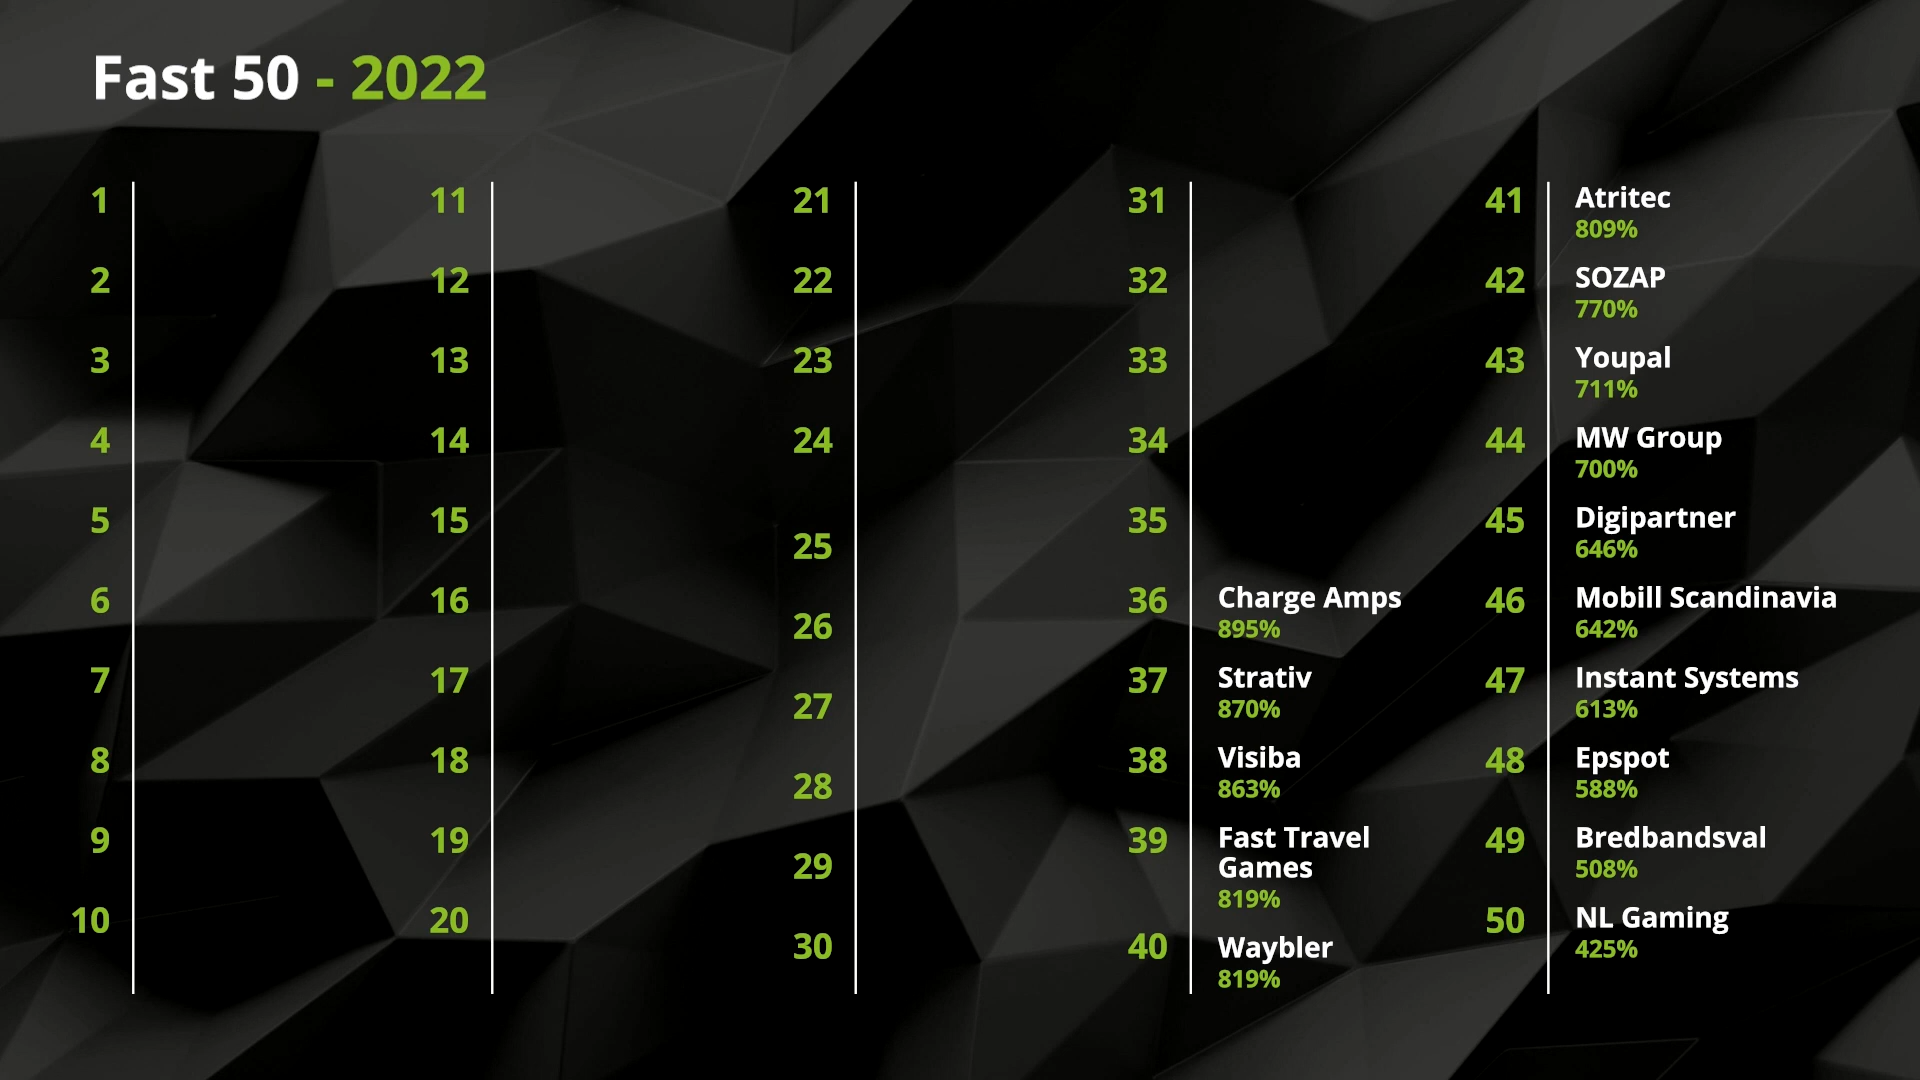 Fast 50 - 2022
1
2
3
4
5
6
7
8
9
10
11
12
13
14
15
16
17
18
19
20
21
22
23
24
25
26
27
28
29
30
31
32
33
34
35
36 Charge Amps
895%
37 Strativ
870%
38 Visiba
863%
39 Fast Travel
Games
819%
40 Waybler
819%
41 Atritec
809%
42 SOZAP
770%
43 Youpal
711%
44 MW Group
700%
45 Digipartner
646%
46 Mobill Scandinavia
642%
47 Instant Systems
613%
48 Epspot
588%
49 Bredbandsval
508%
50 NL Gaming
425%